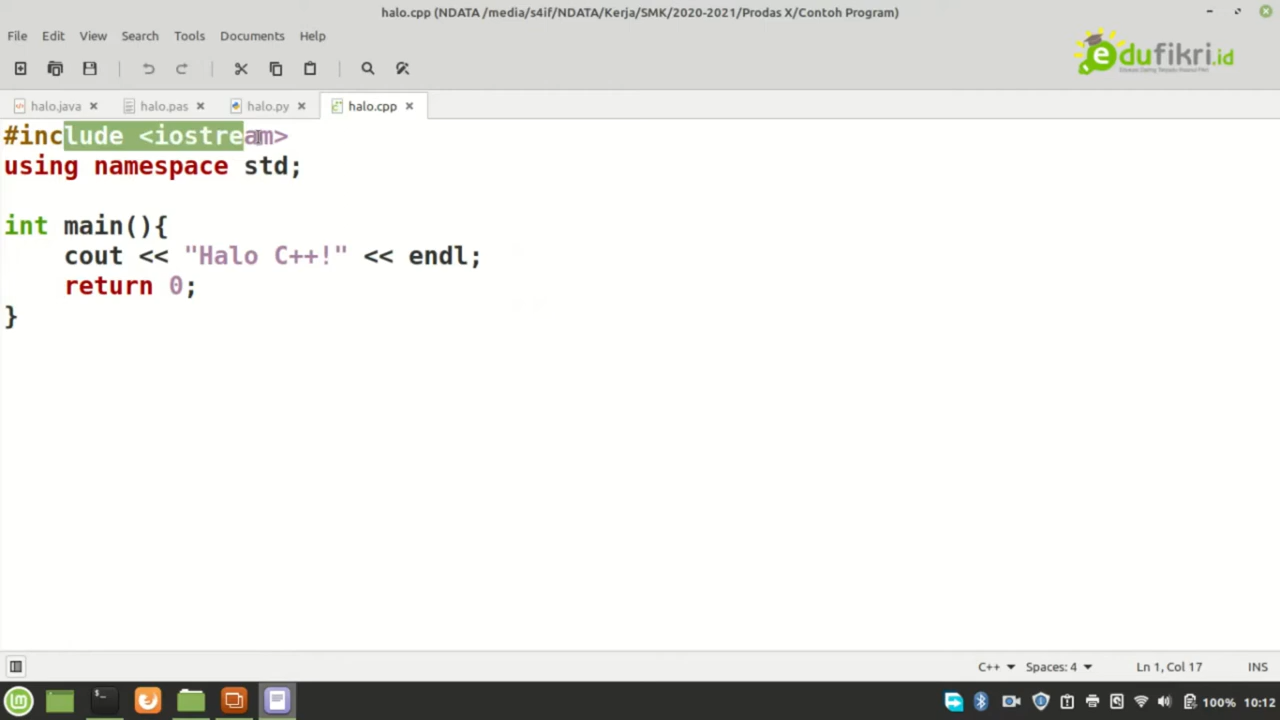 halo.cpp (NDATA /media/s4if/NDATA/Kerja/SMK/2020-2021/Prodas X/Contoh Program)
File Edit View Search Tools Documents Help
edufikri.id
halo.java halo.pas halo.py halo.cpp
#include <iostream>
using namespace std;
int main(){
cout << "Halo C++!" << endl;
return 0;
}
C++ Spaces: 4 Ln 1, Col 17 INS
100% 10:12